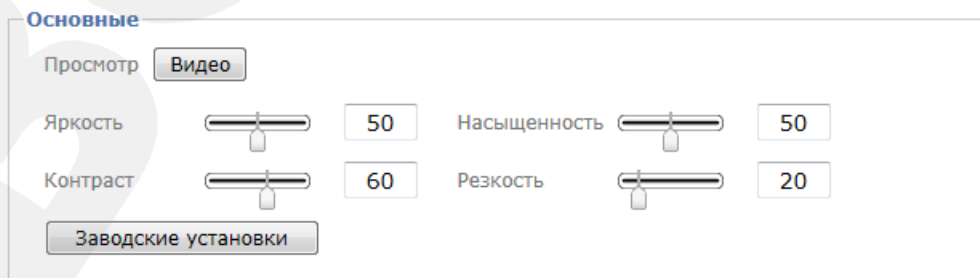 Основные
Просмотр Видео
Яркость 50 Насыщенность 50
Контраст 60 Резкость 20
Заводские установки